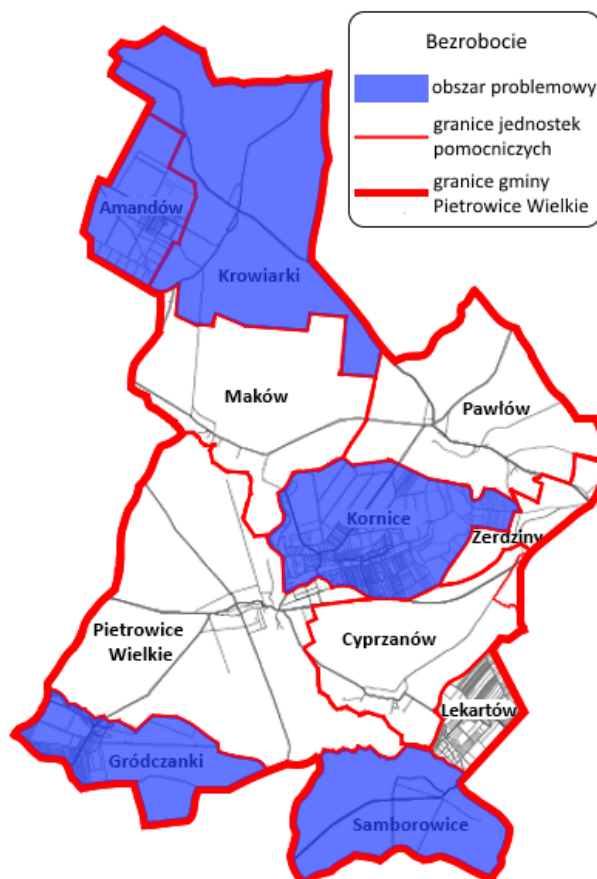 Bezrobocie
obszar problemowy
granice jednostek
pomocniczych
granice gminy
Pietrowice Wielkie
Amandów
Krowiarki
Maków
Pawłów
Kornice
Żerdziny
Pietrowice
Wielkie
Cyprzanów
Lekartów
Gródczanki
Samborowice